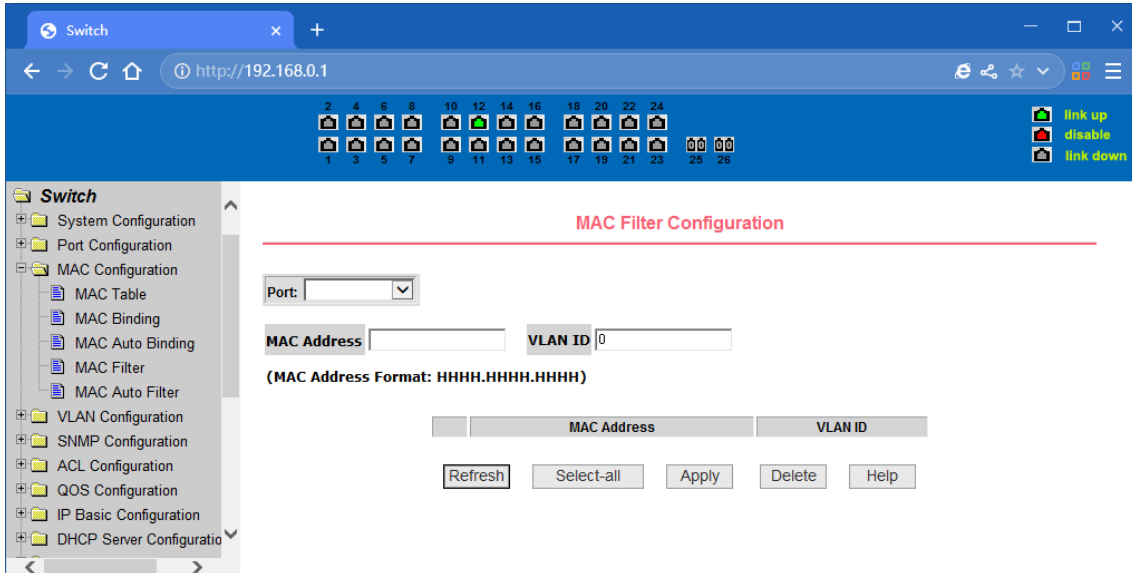 Switch
http://192.168.0.1
2 4 6 8 10 12 14 16 18 20 22 24
1 3 5 7 9 11 13 15 17 19 21 23 25 26
link up
disable
link down
Switch
System Configuration
Port Configuration
MAC Configuration
MAC Table
MAC Binding
MAC Auto Binding
MAC Filter
MAC Auto Filter
VLAN Configuration
SNMP Configuration
ACL Configuration
QOS Configuration
IP Basic Configuration
DHCP Server Configuratio
MAC Filter Configuration
Port:
MAC Address VLAN ID 0
(MAC Address Format: HHHH.HHHH.HHHH)
MAC Address VLAN ID
Refresh Select-all Apply Delete Help